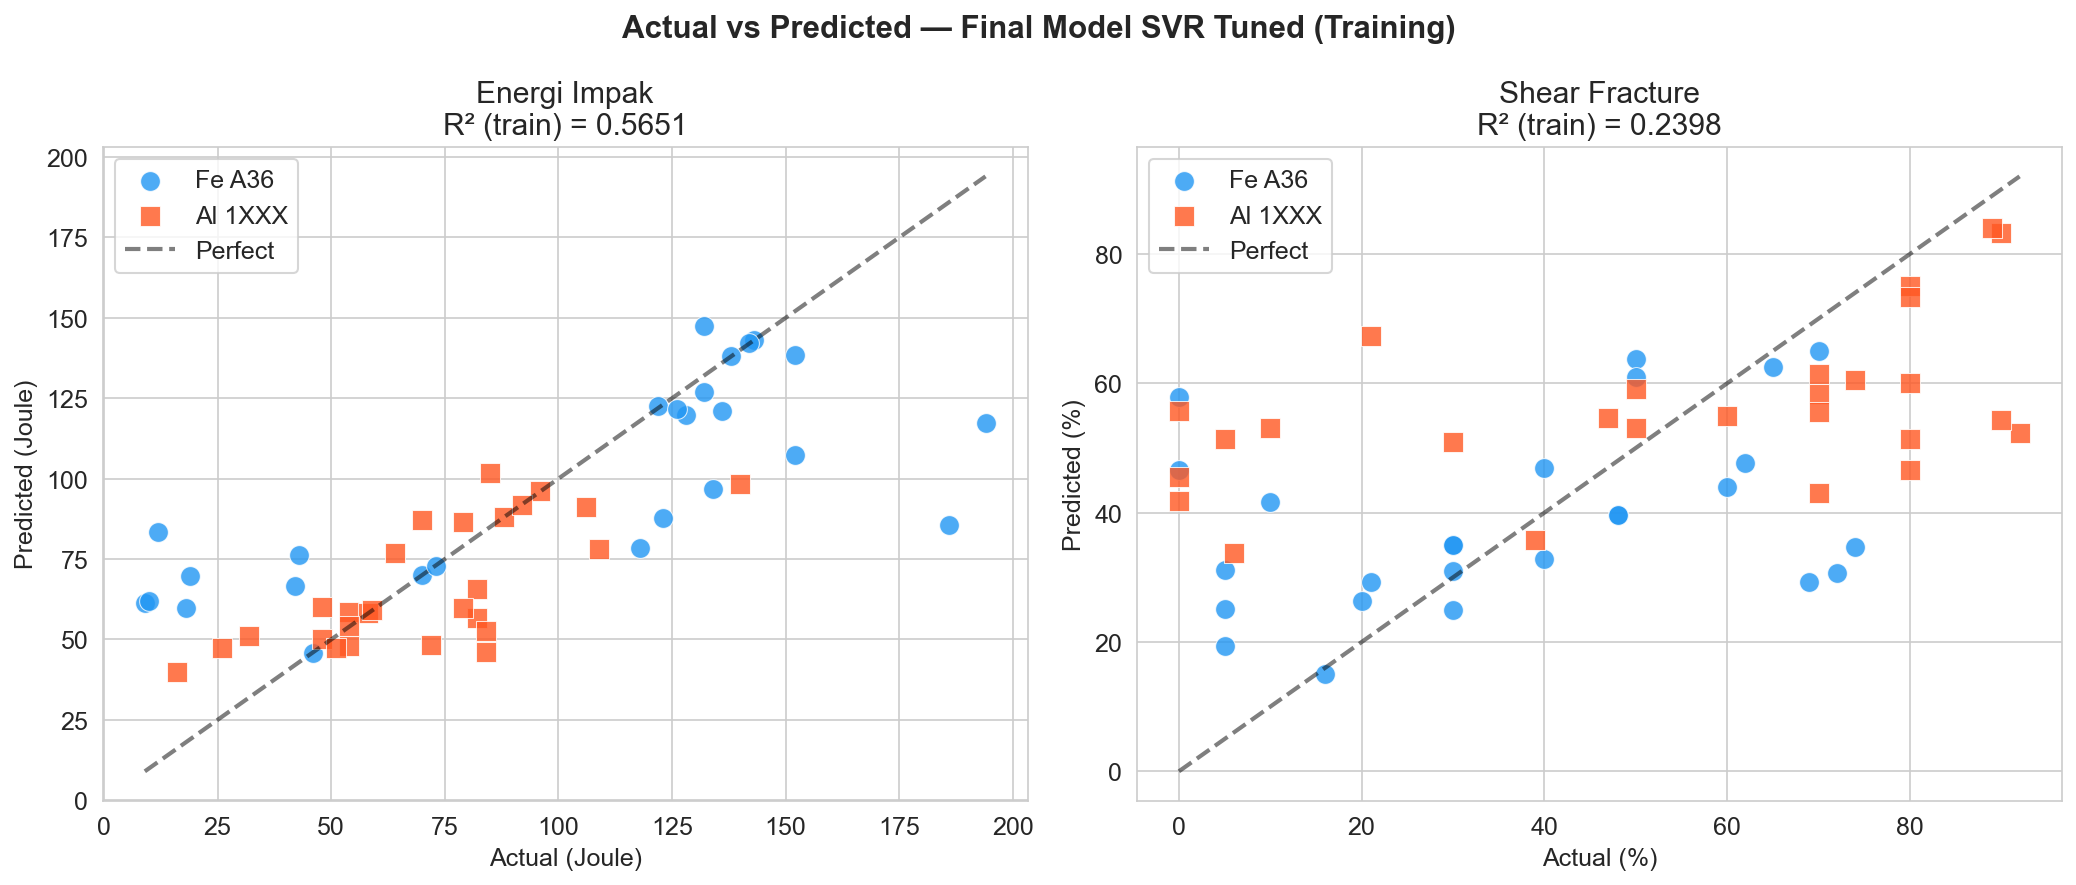 Actual vs Predicted — Final Model SVR Tuned (Training)
Energi Impak
R² (train) = 0.5651
Fe A36
Al 1XXX
Perfect
200
175
150
125
100
75
50
25
0
Predicted (Joule)
0 25 50 75 100 125 150 175 200
Actual (Joule)
Shear Fracture
R² (train) = 0.2398
Fe A36
Al 1XXX
Perfect
80
60
40
20
0
Predicted (%)
0 20 40 60 80
Actual (%)